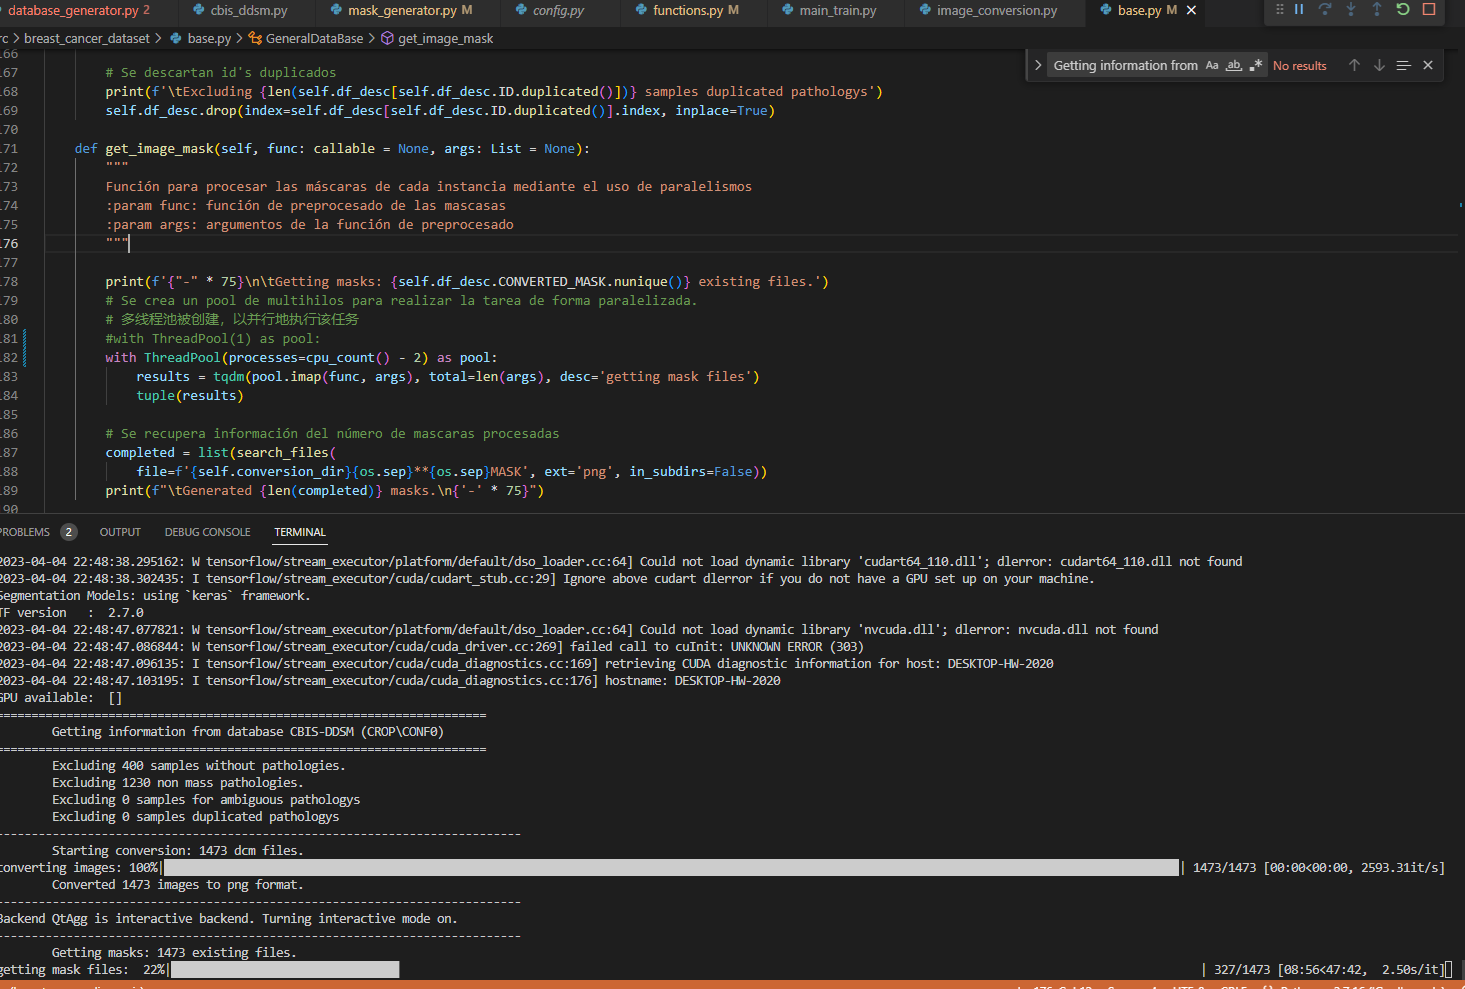 database_generator.py 2 cbis_ddsm.py mask_generator.py M config.py functions.py M main_train.py image_conversion.py base.py M
rc > breast_cancer_dataset > base.py > GeneralDataBase > get_image_mask
Getting information from Aa ab No results
166
167 # Se descartan id's duplicados
168 print(f'\tExcluding {len(self.df_desc[self.df_desc.ID.duplicated()])} samples duplicated pathologys')
169 self.df_desc.drop(index=self.df_desc[self.df_desc.ID.duplicated()].index, inplace=True)
170
171 def get_image_mask(self, func: callable = None, args: List = None):
172 """
173 Función para procesar las máscaras de cada instancia mediante el uso de paralelismos
174 :param func: función de preprocesado de las mascasas
175 :param args: argumentos de la función de preprocesado
176 """
177
178 print(f'{"-" * 75}\n\tGetting masks: {self.df_desc.CONVERTED_MASK.nunique()} existing files.')
179 # Se crea un pool de multihilos para realizar la tarea de forma paralelizada.
180 # 多线程池被创建，以并行地执行该任务
181 #with ThreadPool(1) as pool:
182 with ThreadPool(processes=cpu_count() - 2) as pool:
183 results = tqdm(pool.imap(func, args), total=len(args), desc='getting mask files')
184 tuple(results)
185
186 # Se recupera información del número de mascaras procesadas
187 completed = list(search_files(
188 file=f'{self.conversion_dir}{os.sep}**{os.sep}MASK', ext='png', in_subdirs=False))
189 print(f"\tGenerated {len(completed)} masks.\n{'-' * 75}")
190
PROBLEMS 2 OUTPUT DEBUG CONSOLE TERMINAL
2023-04-04 22:48:38.295162: W tensorflow/stream_executor/platform/default/dso_loader.cc:64] Could not load dynamic library 'cudart64_110.dll'; dlerror: cudart64_110.dll not found
2023-04-04 22:48:38.302435: I tensorflow/stream_executor/cuda/cudart_stub.cc:29] Ignore above cudart dlerror if you do not have a GPU set up on your machine.
Segmentation Models: using `keras` framework.
TF version : 2.7.0
2023-04-04 22:48:47.077821: W tensorflow/stream_executor/platform/default/dso_loader.cc:64] Could not load dynamic library 'nvcuda.dll'; dlerror: nvcuda.dll not found
2023-04-04 22:48:47.086844: W tensorflow/stream_executor/cuda/cuda_driver.cc:269] failed call to cuInit: UNKNOWN ERROR (303)
2023-04-04 22:48:47.096135: I tensorflow/stream_executor/cuda/cuda_diagnostics.cc:169] retrieving CUDA diagnostic information for host: DESKTOP-HW-2020
2023-04-04 22:48:47.103195: I tensorflow/stream_executor/cuda/cuda_diagnostics.cc:176] hostname: DESKTOP-HW-2020
GPU available: []
======================================================================
Getting information from database CBIS-DDSM (CROP\CONF0)
======================================================================
Excluding 400 samples without pathologies.
Excluding 1230 non mass pathologies.
Excluding 0 samples for ambiguous pathologys
Excluding 0 samples duplicated pathologys
---------------------------------------------------------------------------
Starting conversion: 1473 dcm files.
converting images: 100%| | 1473/1473 [00:00<00:00, 2593.31it/s]
Converted 1473 images to png format.
---------------------------------------------------------------------------
Backend QtAgg is interactive backend. Turning interactive mode on.
---------------------------------------------------------------------------
Getting masks: 1473 existing files.
getting mask files: 22%| | 327/1473 [08:56<47:42, 2.50s/it]